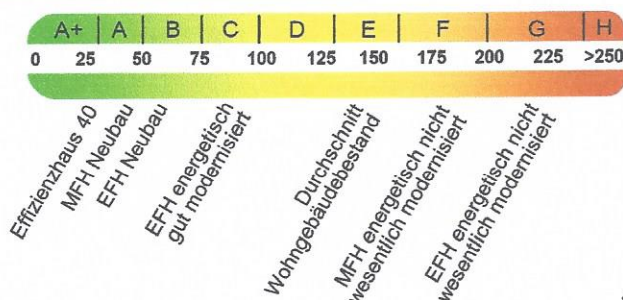 A+ A B C D E F G H
0 25 50 75 100 125 150 175 200 225 >250
Effizienzhaus 40
MFH Neubau
EFH Neubau
EFH energetisch
gut modernisiert
Durchschnitt
Wohngebäudebestand
MFH energetisch nicht
wesentlich modernisiert
EFH energetisch nicht
wesentlich modernisiert